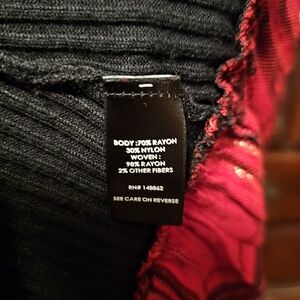 BODY :70% RAYON
30% NYLON
WOVEN :
98% RAYON
2% OTHER FIBERS
RN# 148862
SEE CARE ON REVERSE